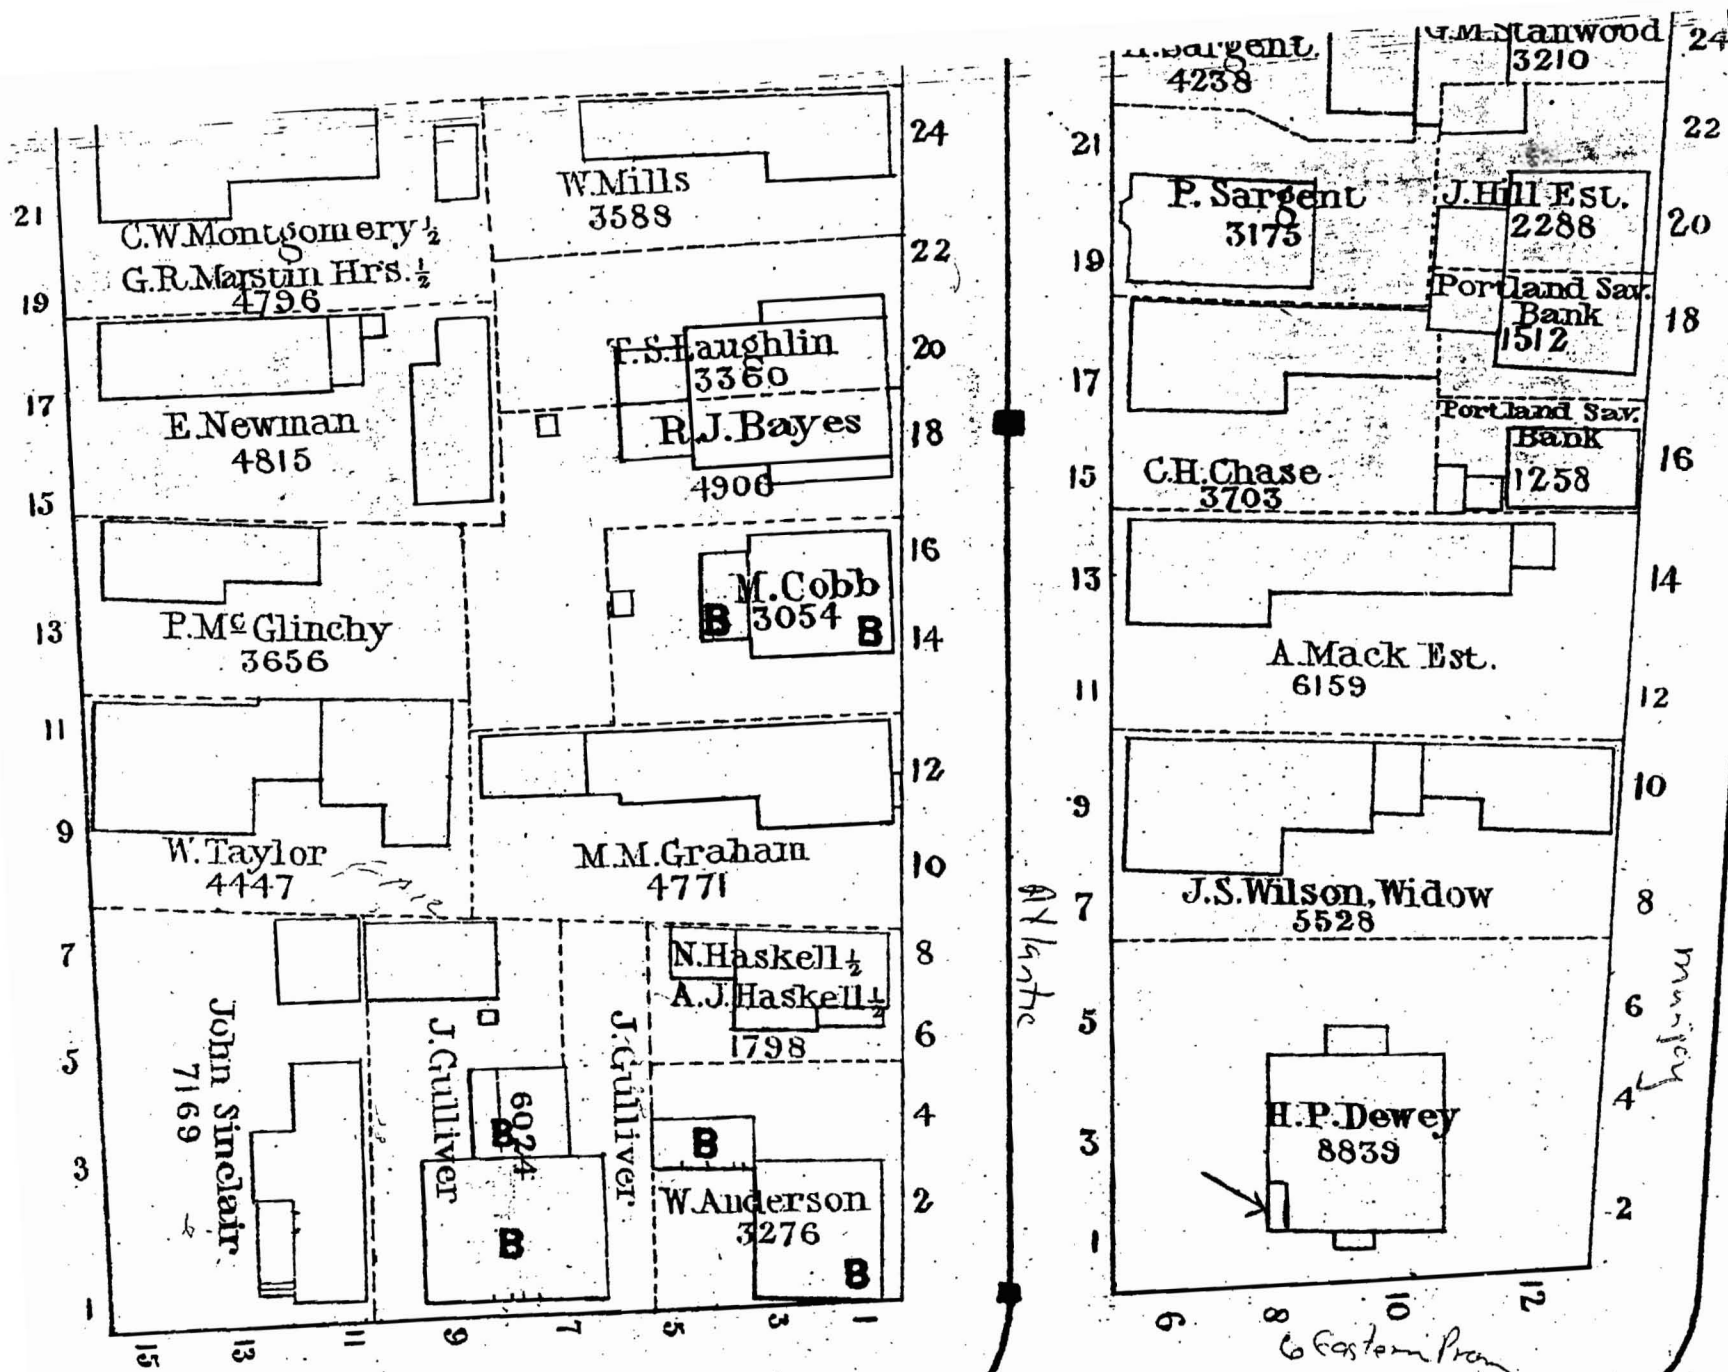 21
C.W.Montgomery ½
G.R.Marstin Hrs. ½
4796
19
17
E.Newman
4815
15
13
P.Mc Glinchy
3656
11
9
W.Taylor
4447
7
5
3
1
John Sinclair
7169
J.Gulliver
6024
J.Gulliver
B
B
15
13
11
9
7
5
3
1
W.Mills
3588
T.S.Laughlin
3360
R.J.Bayes
4906
M.Cobb
3054
B
B
M.M.Graham
4771
N.Haskell ½
A.J.Haskell ½
1798
B
W.Anderson
3276
B
24
22
20
18
16
14
12
10
8
6
4
2
Atlantic
21
19
17
15
13
11
9
7
5
3
1
4238
G.M.Stanwood
3210
P. Sargent
3175
J.Hill Est.
2288
Portland Sav.
Bank
1512
Portland Sav.
Bank
1258
C.H.Chase
3703
A.Mack Est.
6159
J.S.Wilson, Widow
5528
H.P.Dewey
8839
24
22
20
18
16
14
12
10
8
6
4
2
Munjoy
6
8
10
12
6 Eastern Prom